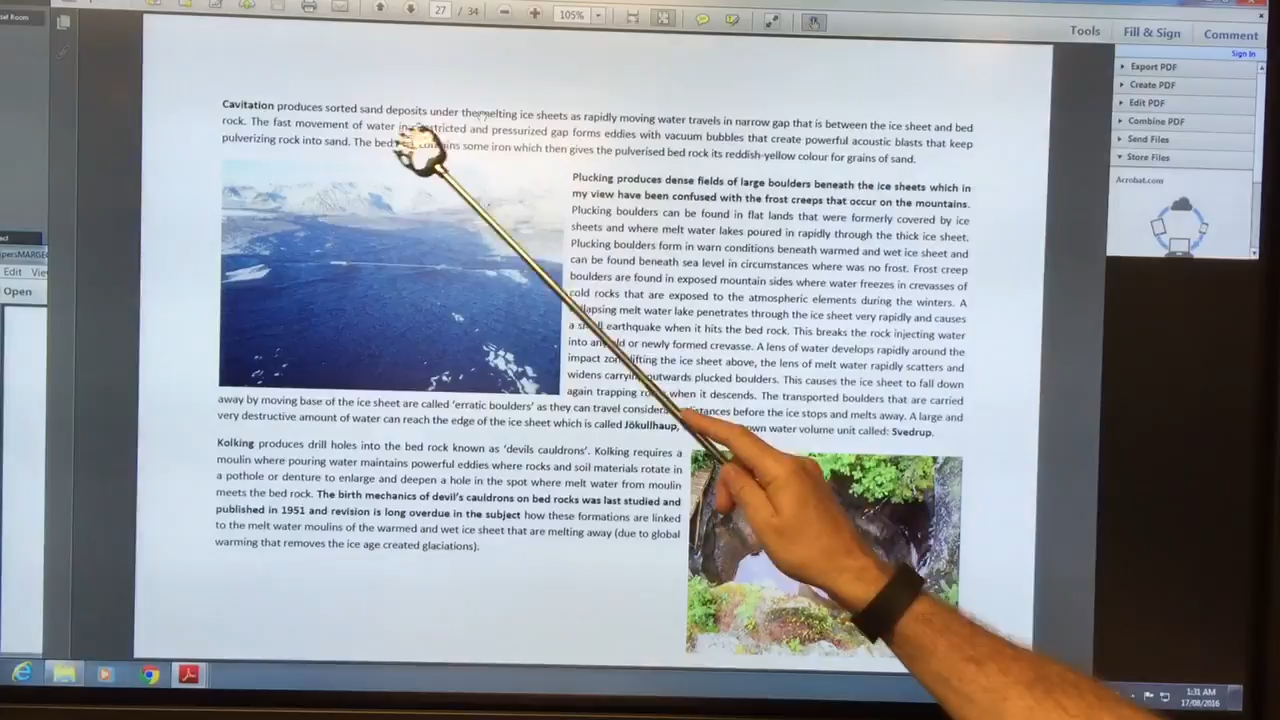 set Room
27 / 34
105%
Tools
Fill & Sign
Comment
Sign In
Export PDF
Create PDF
Edit PDF
Combine PDF
Send Files
Store Files
Acrobat.com
Edit
Open
Cavitation produces sorted sand deposits under the melting ice sheets as rapidly moving water travels in narrow gap that is between the ice sheet and bed
rock. The fast movement of water in and pressurized gap forms eddies with vacuum bubbles that create powerful acoustic blasts that keep
pulverizing rock into sand. The bed some iron which then gives the pulverised bed rock its reddish-yellow colour for grains of sand.
Plucking produces dense fields of large boulders beneath the ice sheets which in
my view have been confused with the frost creeps that occur on the mountains.
Plucking boulders can be found in flat lands that were formerly covered by ice
sheets and where melt water lakes poured in rapidly through the thick ice sheet.
Plucking boulders form in warn conditions beneath warmed and wet ice sheet and
can be found beneath sea level in circumstances where was no frost. Frost creep
boulders are found in exposed mountain sides where water freezes in crevasses of
cold rocks that are exposed to the atmospheric elements during the winters. A
melt water lake penetrates through the ice sheet very rapidly and causes
a earthquake when it hits the bed rock. This breaks the rock injecting water
into or newly formed crevasse. A lens of water develops rapidly around the
impact lifting the ice sheet above, the lens of melt water rapidly scatters and
widens outwards plucked boulders. This causes the ice sheet to fall down
again trapping when it descends. The transported boulders that are carried
away by moving base of the ice sheet are called 'erratic boulders' as they can travel before the ice stops and melts away. A large and
very destructive amount of water can reach the edge of the ice sheet which is called Jökullhaup, water volume unit called: Svedrup.
Kolking produces drill holes into the bed rock known as 'devils cauldrons'. Kolking requires a
moulin where pouring water maintains powerful eddies where rocks and soil materials rotate in
a pothole or denture to enlarge and deepen a hole in the spot where melt water from moulin
meets the bed rock. The birth mechanics of devil's cauldrons on bed rocks was last studied and
published in 1951 and revision is long overdue in the subject how these formations are linked
to the melt water moulins of the warmed and wet ice sheet that are melting away (due to global
warming that removes the ice age created glaciations).
1:31 AM
17/08/2016